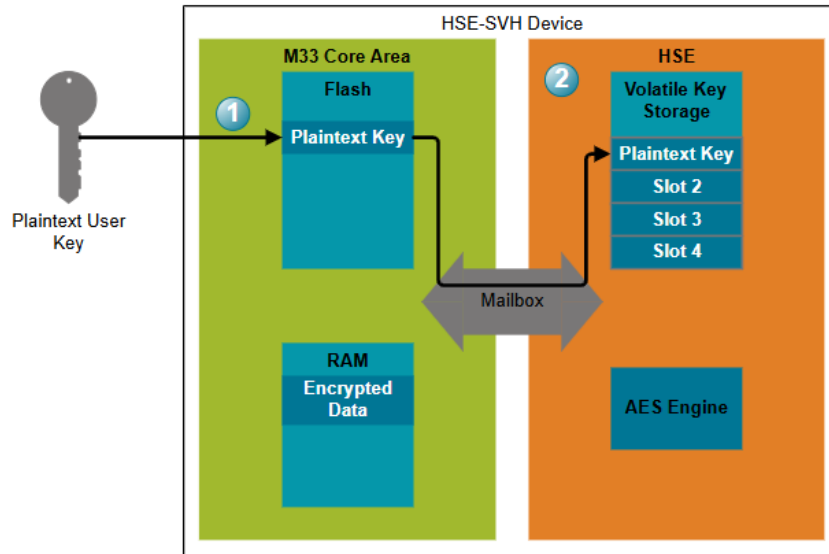 HSE-SVH Device
M33 Core Area
HSE
1
2
Flash
Volatile Key
Storage
Plaintext Key
Plaintext Key
Slot 2
Slot 3
Slot 4
Plaintext User
Key
Mailbox
RAM
Encrypted
Data
AES Engine